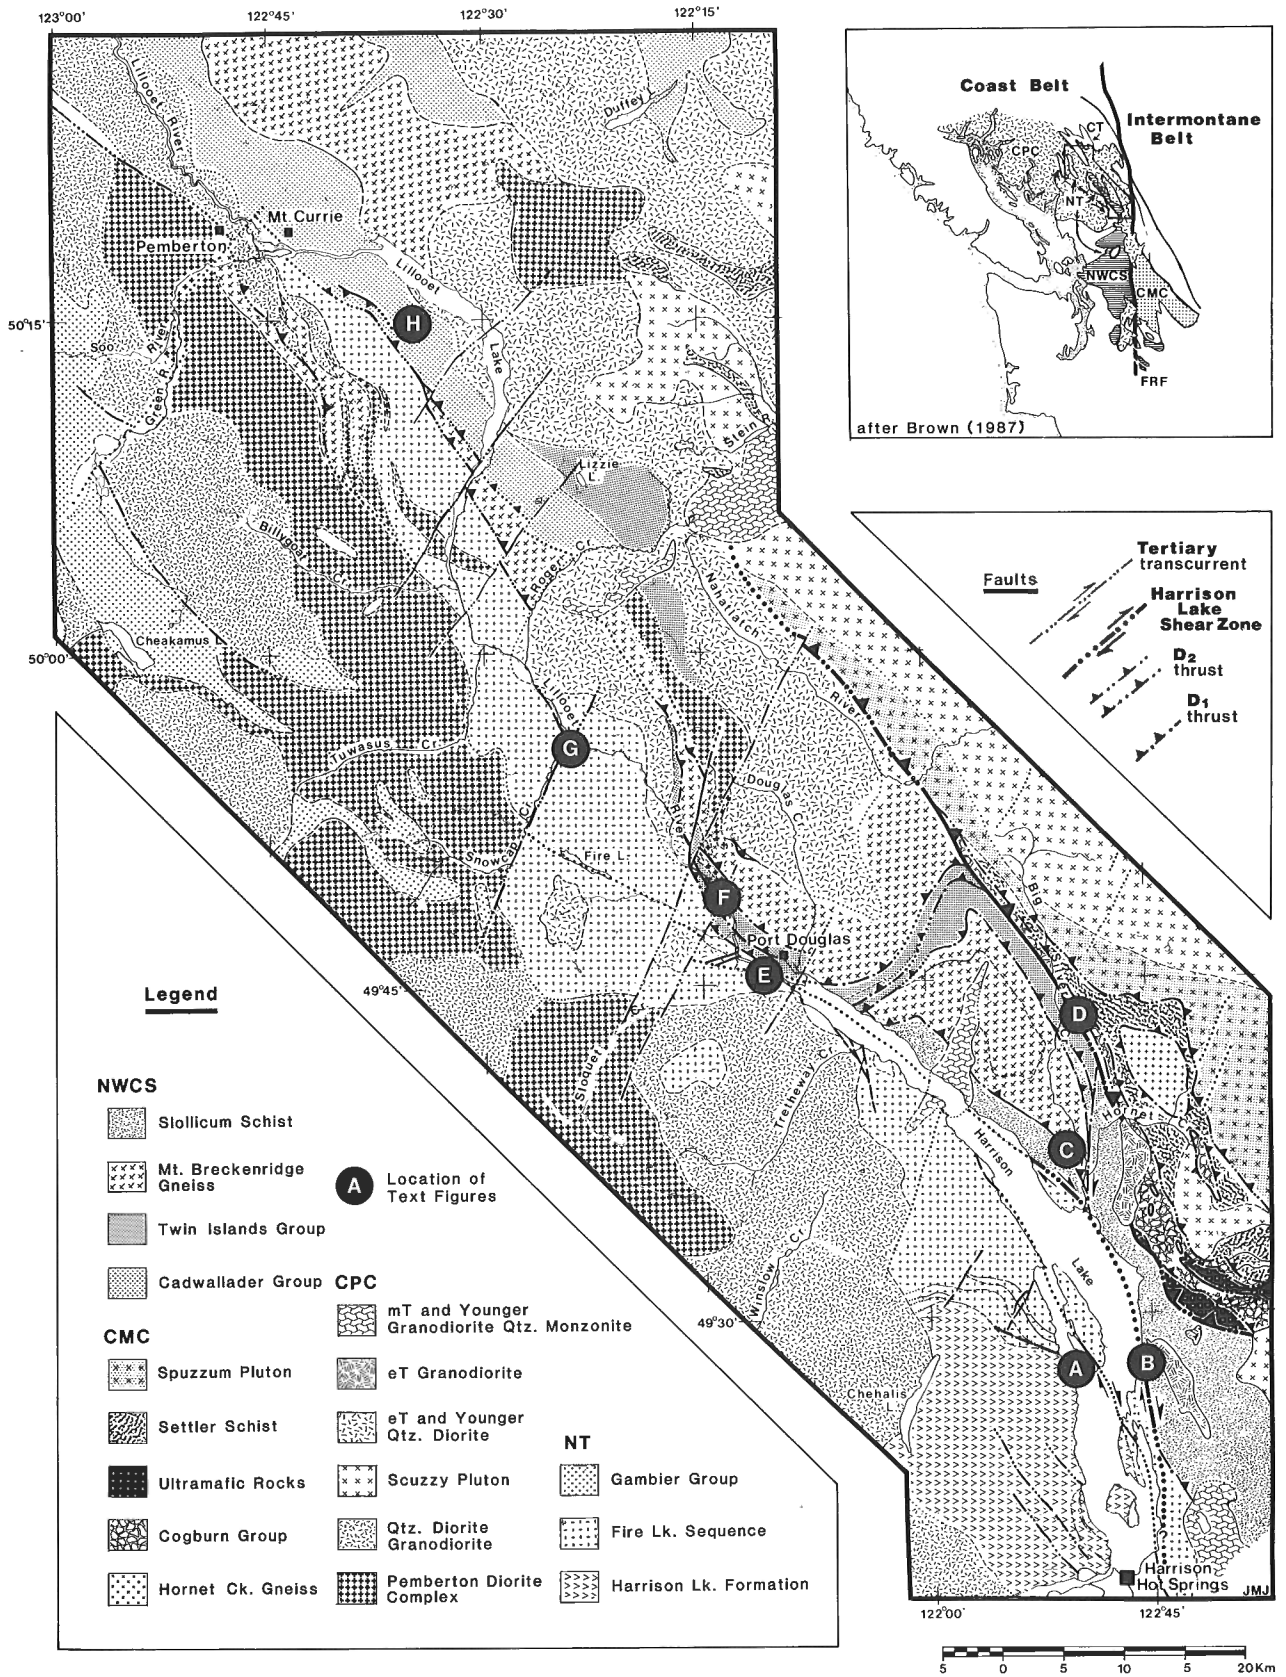 123°00'
122°45'
122°30'
122°15'
Lillooet
River
Duffey
Mt. Currie
Pemberton
Lillooet
Lake
H
50°15'
Soo
River
Green R.
Stein R.
Lizzie
L.
Billygoat
Cr.
Roger Cr.
Nahatlatch
River
Cheakamus L.
50°00'
Lillooet
River
G
Tuwasus Cr.
Douglas
Cr.
Snowcap Cr.
Fire L.
F
Big
Silver
Port Douglas
E
49°45'
D
Sloquet
Tretheway Cr.
Hornet
Cr.
C
Harrison
Lake
Winslow Cr.
49°30'
A
B
Chehalis
L.
?
Harrison
Hot Springs
JMJ
122°00'
122°45'
5 0 5 10 5 20Km
Coast Belt
Intermontane
Belt
CT
CPC
NT
NWCS
CMC
FRF
after Brown (1987)
Faults
Tertiary
transcurrent
Harrison
Lake
Shear Zone
D2
thrust
D1
thrust
Legend
NWCS
Slollicum Schist
Mt. Breckenridge
Gneiss
Twin Islands Group
Cadwallader Group
CMC
Spuzzum Pluton
Settler Schist
Ultramafic Rocks
Cogburn Group
Hornet Ck. Gneiss
A
Location of
Text Figures
CPC
mT and Younger
Granodiorite Qtz. Monzonite
eT Granodiorite
eT and Younger
Qtz. Diorite
Scuzzy Pluton
Qtz. Diorite
Granodiorite
Pemberton Diorite
Complex
NT
Gambier Group
Fire Lk. Sequence
Harrison Lk. Formation